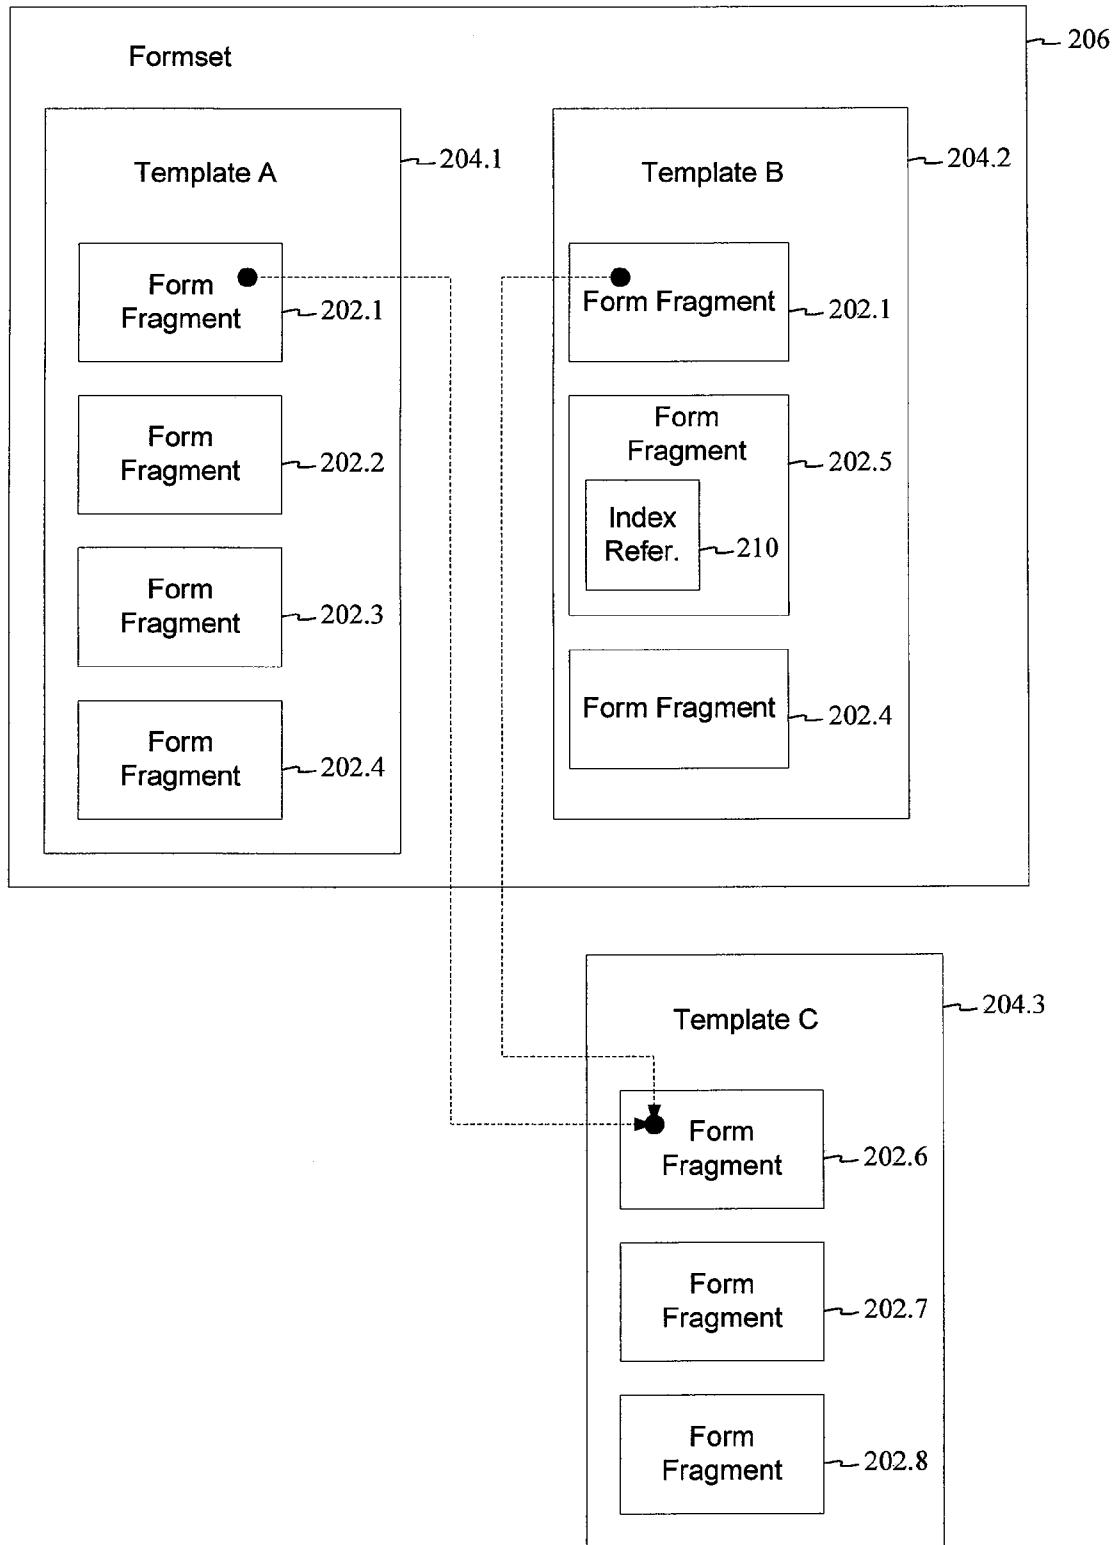 Formset
206
Template A
204.1
Form
Fragment
202.1
Form
Fragment
202.2
Form
Fragment
202.3
Form
Fragment
202.4
Template B
204.2
Form Fragment
202.1
Form
Fragment
202.5
Index
Refer.
210
Form Fragment
202.4
Template C
204.3
Form
Fragment
202.6
Form
Fragment
202.7
Form
Fragment
202.8